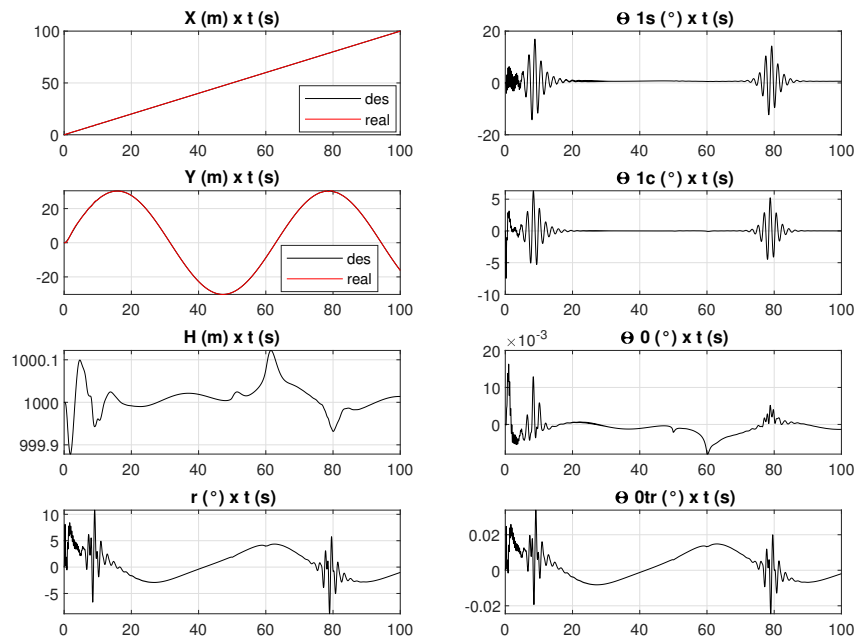 X (m) x t (s)
100
50
0
des
real
0 20 40 60 80 100
Θ 1s (°) x t (s)
20
0
-20
0 20 40 60 80 100
Y (m) x t (s)
20
0
-20
des
real
0 20 40 60 80 100
Θ 1c (°) x t (s)
5
0
-5
-10
0 20 40 60 80 100
H (m) x t (s)
1000.1
1000
999.9
0 20 40 60 80 100
Θ 0 (°) x t (s)
×10⁻³
20
10
0
0 20 40 60 80 100
r (°) x t (s)
10
5
0
-5
0 20 40 60 80 100
Θ 0tr (°) x t (s)
0.02
0
-0.02
0 20 40 60 80 100